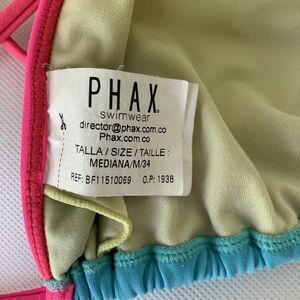 PHAX
swimwear
director@phax.com.co
Phax.com.co
TALLA / SIZE / TAILLE :
MEDIANA/M/34
REF: BF11510069 O.P: 1938